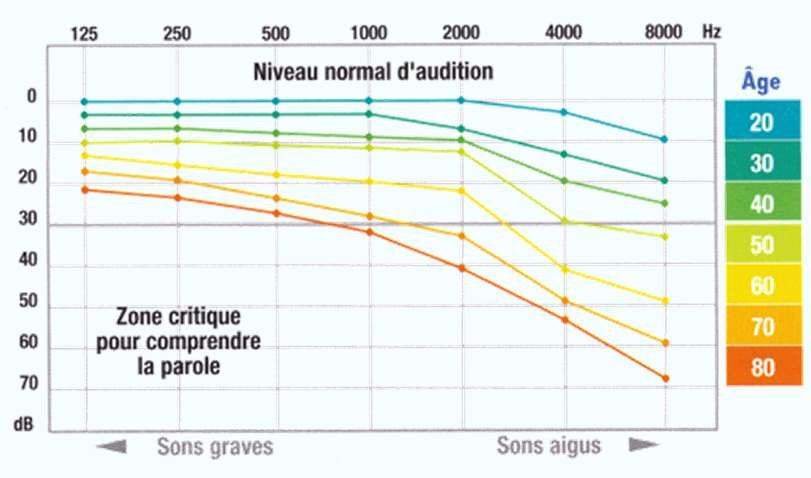 125 250 500 1000 2000 4000 8000 Hz
Niveau normal d'audition
Âge
0
10
20
30
40
50
60
70
dB
20
30
40
50
60
70
80
Zone critique
pour comprendre
la parole
Sons graves
Sons aigus